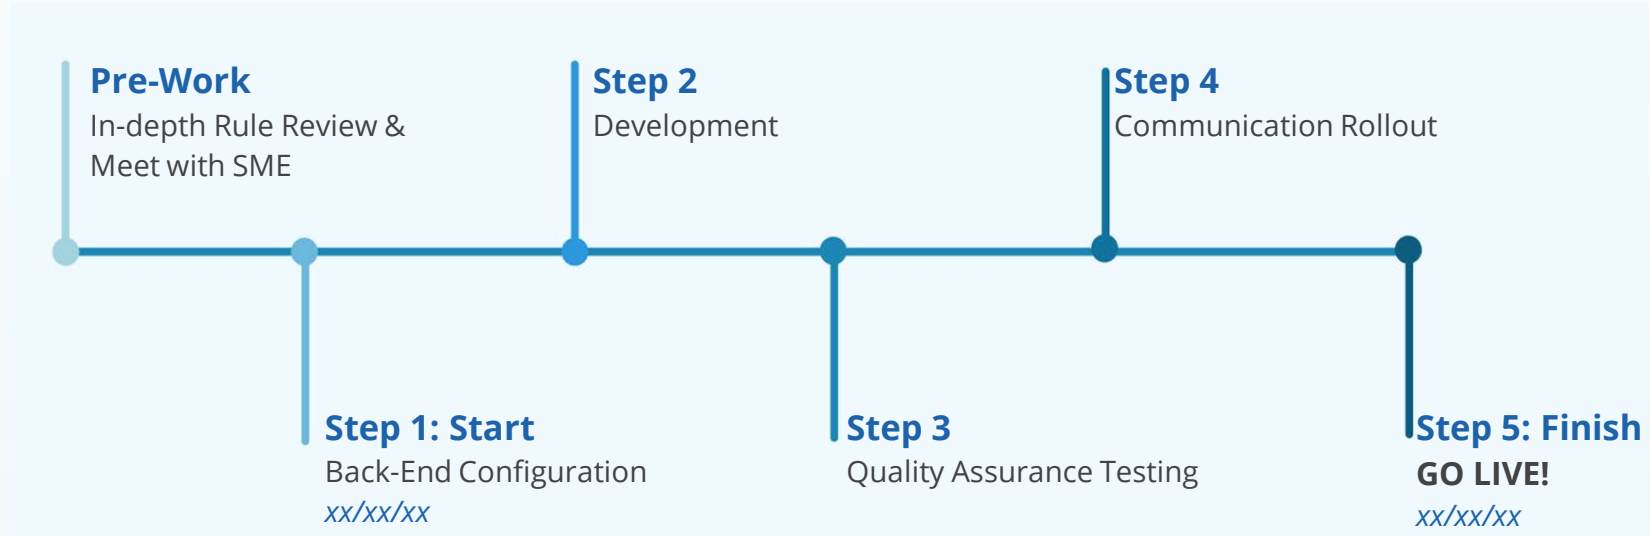 Pre-Work
In-depth Rule Review &
Meet with SME
Step 1: Start
Back-End Configuration
xx/xx/xx
Step 2
Development
Step 3
Quality Assurance Testing
Step 4
Communication Rollout
Step 5: Finish
GO LIVE!
xx/xx/xx